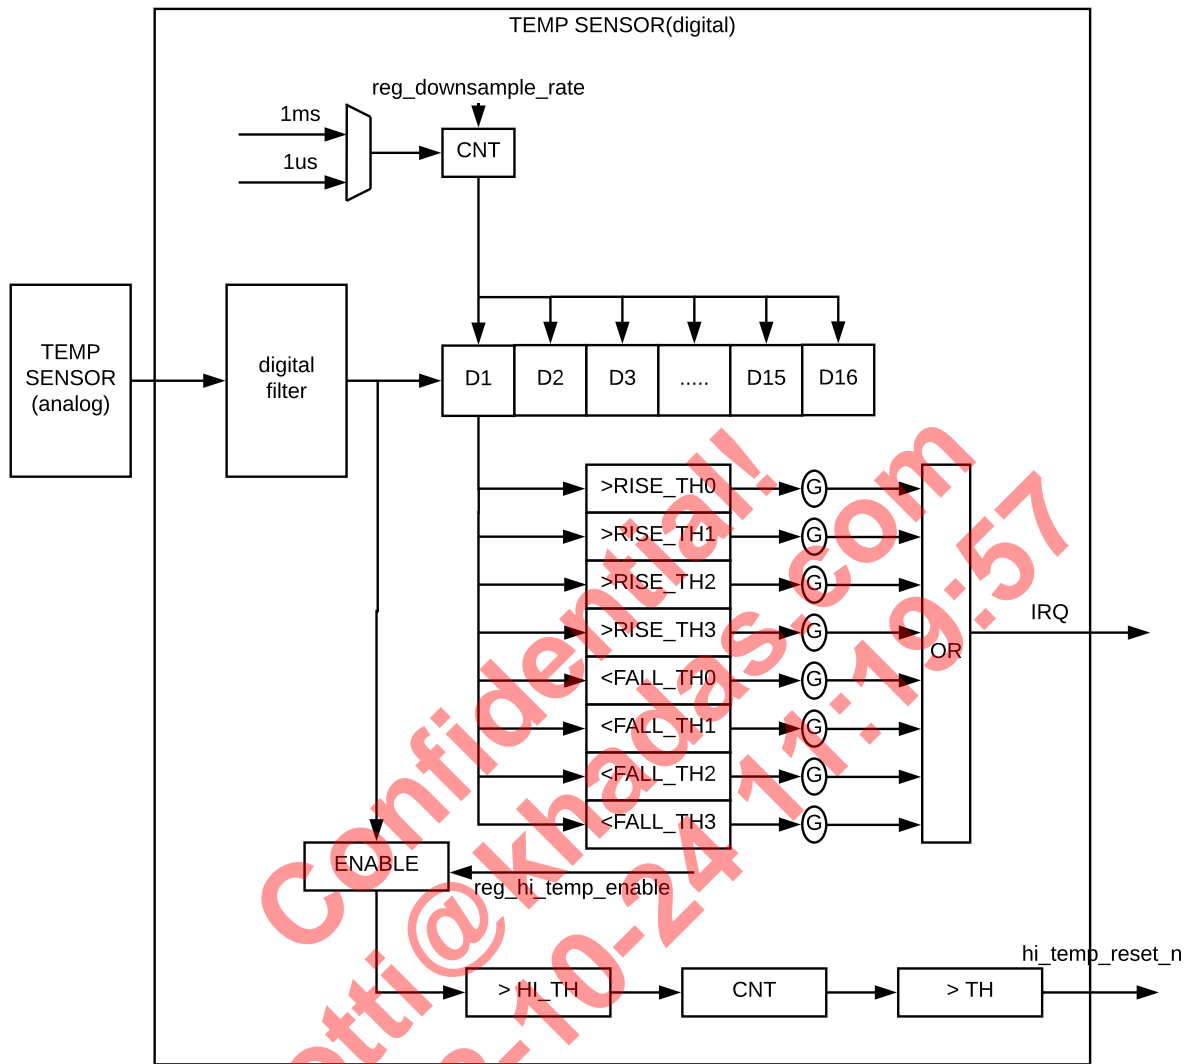 TEMP SENSOR(digital)
reg_downsample_rate
1ms
CNT
1us
TEMP
SENSOR
(analog)
digital
filter
D1
D2
D3
.....
D15
D16
>RISE_TH0
G
>RISE_TH1
G
>RISE_TH2
G
>RISE_TH3
G
<FALL_TH0
G
<FALL_TH1
G
<FALL_TH2
G
<FALL_TH3
G
OR
IRQ
ENABLE
reg_hi_temp_enable
> HI_TH
CNT
> TH
hi_temp_reset_n
Confidential!
@khadas.com
11:19:57